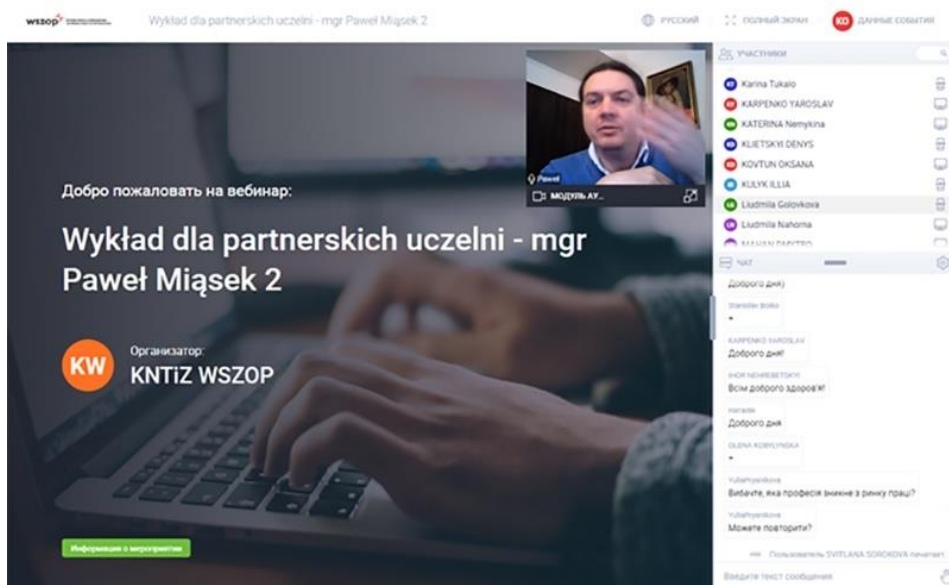 wszop
Wykład dla partnerskich uczelni - mgr Paweł Miąsek 2
РУССКИЙ
ПОЛНЫЙ ЭКРАН
KO
ДАННЫЕ СОБЫТИЯ
Добро пожаловать на вебинар:
Wykład dla partnerskich uczelni - mgr
Paweł Miąsek 2
KW
Организатор:
KNTiZ WSZOP
Информация о мероприятии
Paweł
МОДУЛЬ АУ...
УЧАСТНИКИ
Karina Tukalo
KARPENKO YAROSLAV
KATERINA Nemykina
KLIETSKYI DENYS
KOVTUN OKSANA
KULYK ILLIA
Liudmila Golovkova
Liudmila Nahorna
MAHAN DMYTRO
ЧАТ
Доброго дня)
Stanislav Boiko
+
KARPENKO YAROSLAV
Доброго дня!
IHOR NEHREBETSKYI
Всім доброго здоров'я!
Наталія
Доброго дня
OLENA KOBYLYNSKA
+
YuliaPrysnikova
Вибачте, яка професія зникне з ринку праці?
YuliaPrysnikova
Можете повторити?
Пользователь SVITLANA SOROKOVA печатает
Введите текст сообщения